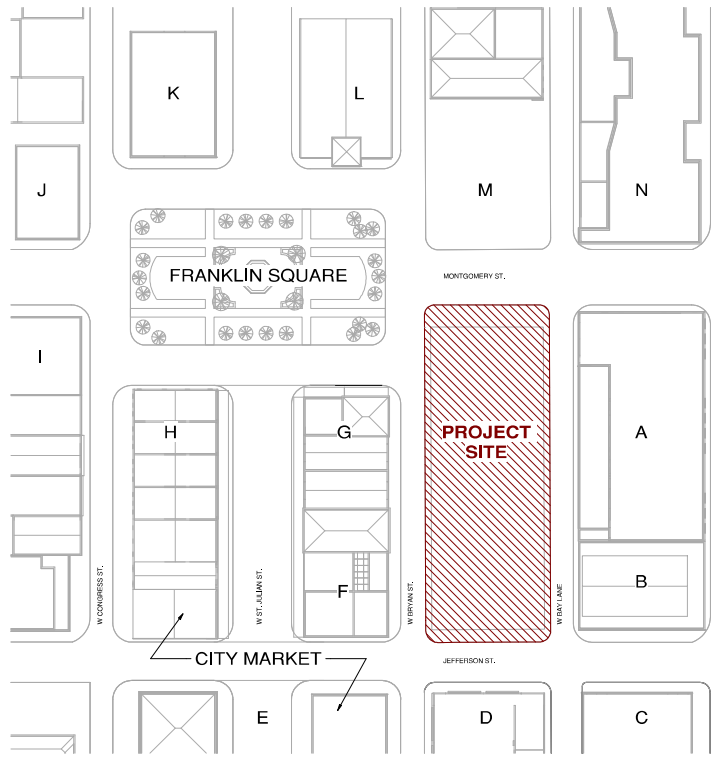 K
L
J
M
N
FRANKLIN SQUARE
MONTGOMERY ST.
I
H
G
PROJECT
SITE
A
W CONGRESS ST.
W ST. JULIAN ST.
F
W BRYAN ST.
W BAY LANE
B
CITY MARKET
JEFFERSON ST.
E
D
C